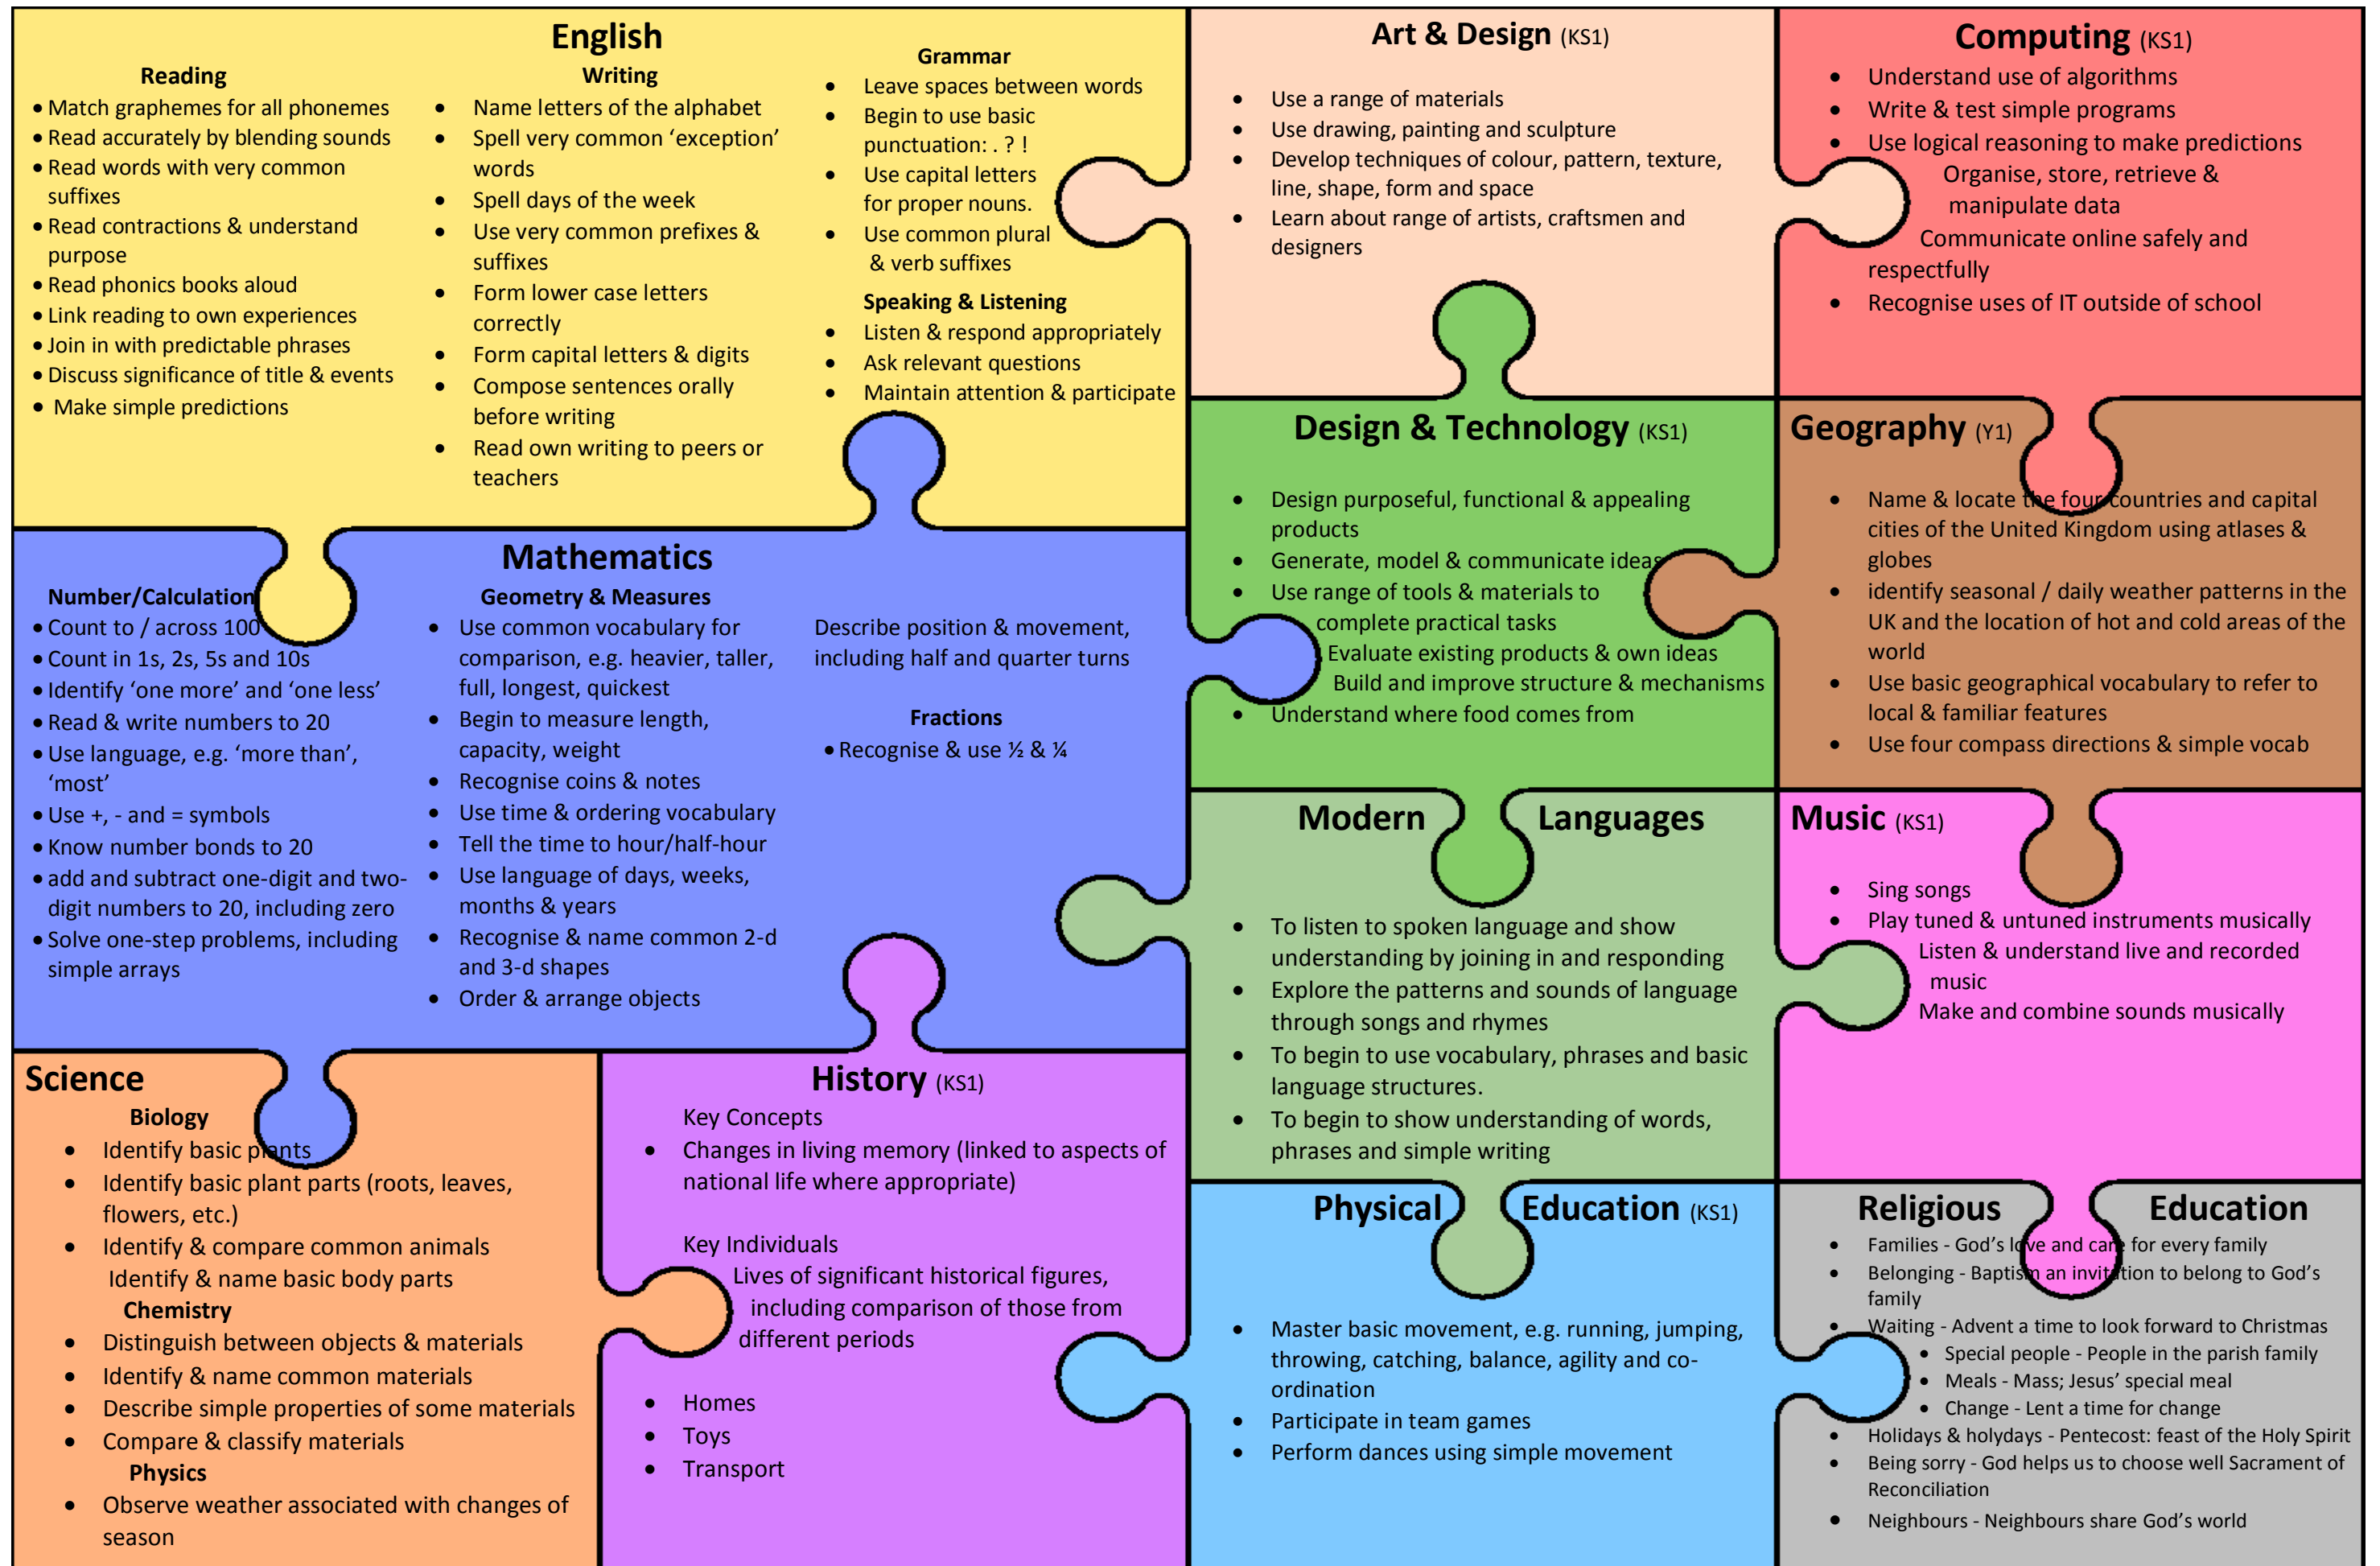 English
Reading
• Match graphemes for all phonemes
• Read accurately by blending sounds
• Read words with very common
suffixes
• Read contractions & understand
purpose
• Read phonics books aloud
• Link reading to own experiences
• Join in with predictable phrases
• Discuss significance of title & events
• Make simple predictions
Writing
• Name letters of the alphabet
• Spell very common ‘exception’
words
• Spell days of the week
• Use very common prefixes &
suffixes
• Form lower case letters
correctly
• Form capital letters & digits
• Compose sentences orally
before writing
• Read own writing to peers or
teachers
Grammar
• Leave spaces between words
• Begin to use basic
punctuation: . ? !
• Use capital letters
for proper nouns.
• Use common plural
& verb suffixes
Speaking & Listening
• Listen & respond appropriately
• Ask relevant questions
• Maintain attention & participate
Art & Design (KS1)
• Use a range of materials
• Use drawing, painting and sculpture
• Develop techniques of colour, pattern, texture,
line, shape, form and space
• Learn about range of artists, craftsmen and
designers
Computing (KS1)
• Understand use of algorithms
• Write & test simple programs
• Use logical reasoning to make predictions
Organise, store, retrieve &
manipulate data
Communicate online safely and
respectfully
• Recognise uses of IT outside of school
Mathematics
Number/Calculation
• Count to / across 100
• Count in 1s, 2s, 5s and 10s
• Identify ‘one more’ and ‘one less’
• Read & write numbers to 20
• Use language, e.g. ‘more than’,
‘most’
• Use +, - and = symbols
• Know number bonds to 20
• add and subtract one-digit and two-
digit numbers to 20, including zero
• Solve one-step problems, including
simple arrays
Geometry & Measures
• Use common vocabulary for
comparison, e.g. heavier, taller,
full, longest, quickest
• Begin to measure length,
capacity, weight
• Recognise coins & notes
• Use time & ordering vocabulary
• Tell the time to hour/half-hour
• Use language of days, weeks,
months & years
• Recognise & name common 2-d
and 3-d shapes
• Order & arrange objects
Describe position & movement,
including half and quarter turns
Fractions
• Recognise & use ½ & ¼
Design & Technology (KS1)
• Design purposeful, functional & appealing
products
• Generate, model & communicate ideas
• Use range of tools & materials to
complete practical tasks
Evaluate existing products & own ideas
Build and improve structure & mechanisms
• Understand where food comes from
Geography (Y1)
• Name & locate the four countries and capital
cities of the United Kingdom using atlases &
globes
• identify seasonal / daily weather patterns in the
UK and the location of hot and cold areas of the
world
• Use basic geographical vocabulary to refer to
local & familiar features
• Use four compass directions & simple vocab
Modern Languages
• To listen to spoken language and show
understanding by joining in and responding
• Explore the patterns and sounds of language
through songs and rhymes
• To begin to use vocabulary, phrases and basic
language structures.
• To begin to show understanding of words,
phrases and simple writing
Music (KS1)
• Sing songs
• Play tuned & untuned instruments musically
Listen & understand live and recorded
music
Make and combine sounds musically
Science
Biology
• Identify basic plants
• Identify basic plant parts (roots, leaves,
flowers, etc.)
• Identify & compare common animals
Identify & name basic body parts
Chemistry
• Distinguish between objects & materials
• Identify & name common materials
• Describe simple properties of some materials
• Compare & classify materials
Physics
• Observe weather associated with changes of
season
History (KS1)
Key Concepts
• Changes in living memory (linked to aspects of
national life where appropriate)
Key Individuals
Lives of significant historical figures,
including comparison of those from
different periods
• Homes
• Toys
• Transport
Physical Education (KS1)
• Master basic movement, e.g. running, jumping,
throwing, catching, balance, agility and co-
ordination
• Participate in team games
• Perform dances using simple movement
Religious Education
• Families - God’s love and care for every family
• Belonging - Baptism an invitation to belong to God’s
family
• Waiting - Advent a time to look forward to Christmas
• Special people - People in the parish family
• Meals - Mass; Jesus’ special meal
• Change - Lent a time for change
• Holidays & holydays - Pentecost: feast of the Holy Spirit
• Being sorry - God helps us to choose well Sacrament of
Reconciliation
• Neighbours - Neighbours share God’s world